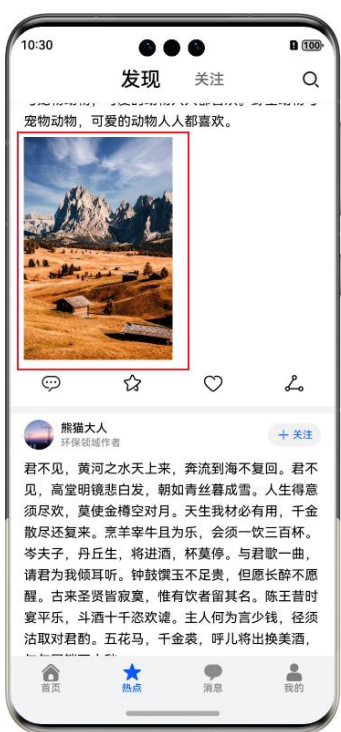 10:30
100
发现
关注
宠物动物，可爱的动物人人都喜欢。
熊猫大人
环保领域作者
＋关注
君不见，黄河之水天上来，奔流到海不复回。君不
见，高堂明镜悲白发，朝如青丝暮成雪。人生得意
须尽欢，莫使金樽空对月。天生我材必有用，千金
散尽还复来。烹羊宰牛且为乐，会须一饮三百杯。
岑夫子，丹丘生，将进酒，杯莫停。与君歌一曲，
请君为我倾耳听。钟鼓馔玉不足贵，但愿长醉不愿
醒。古来圣贤皆寂寞，惟有饮者留其名。陈王昔时
宴平乐，斗酒十千恣欢谑。主人何为言少钱，径须
沽取对君酌。五花马，千金裘，呼儿将出换美酒，
首页
热点
消息
我的